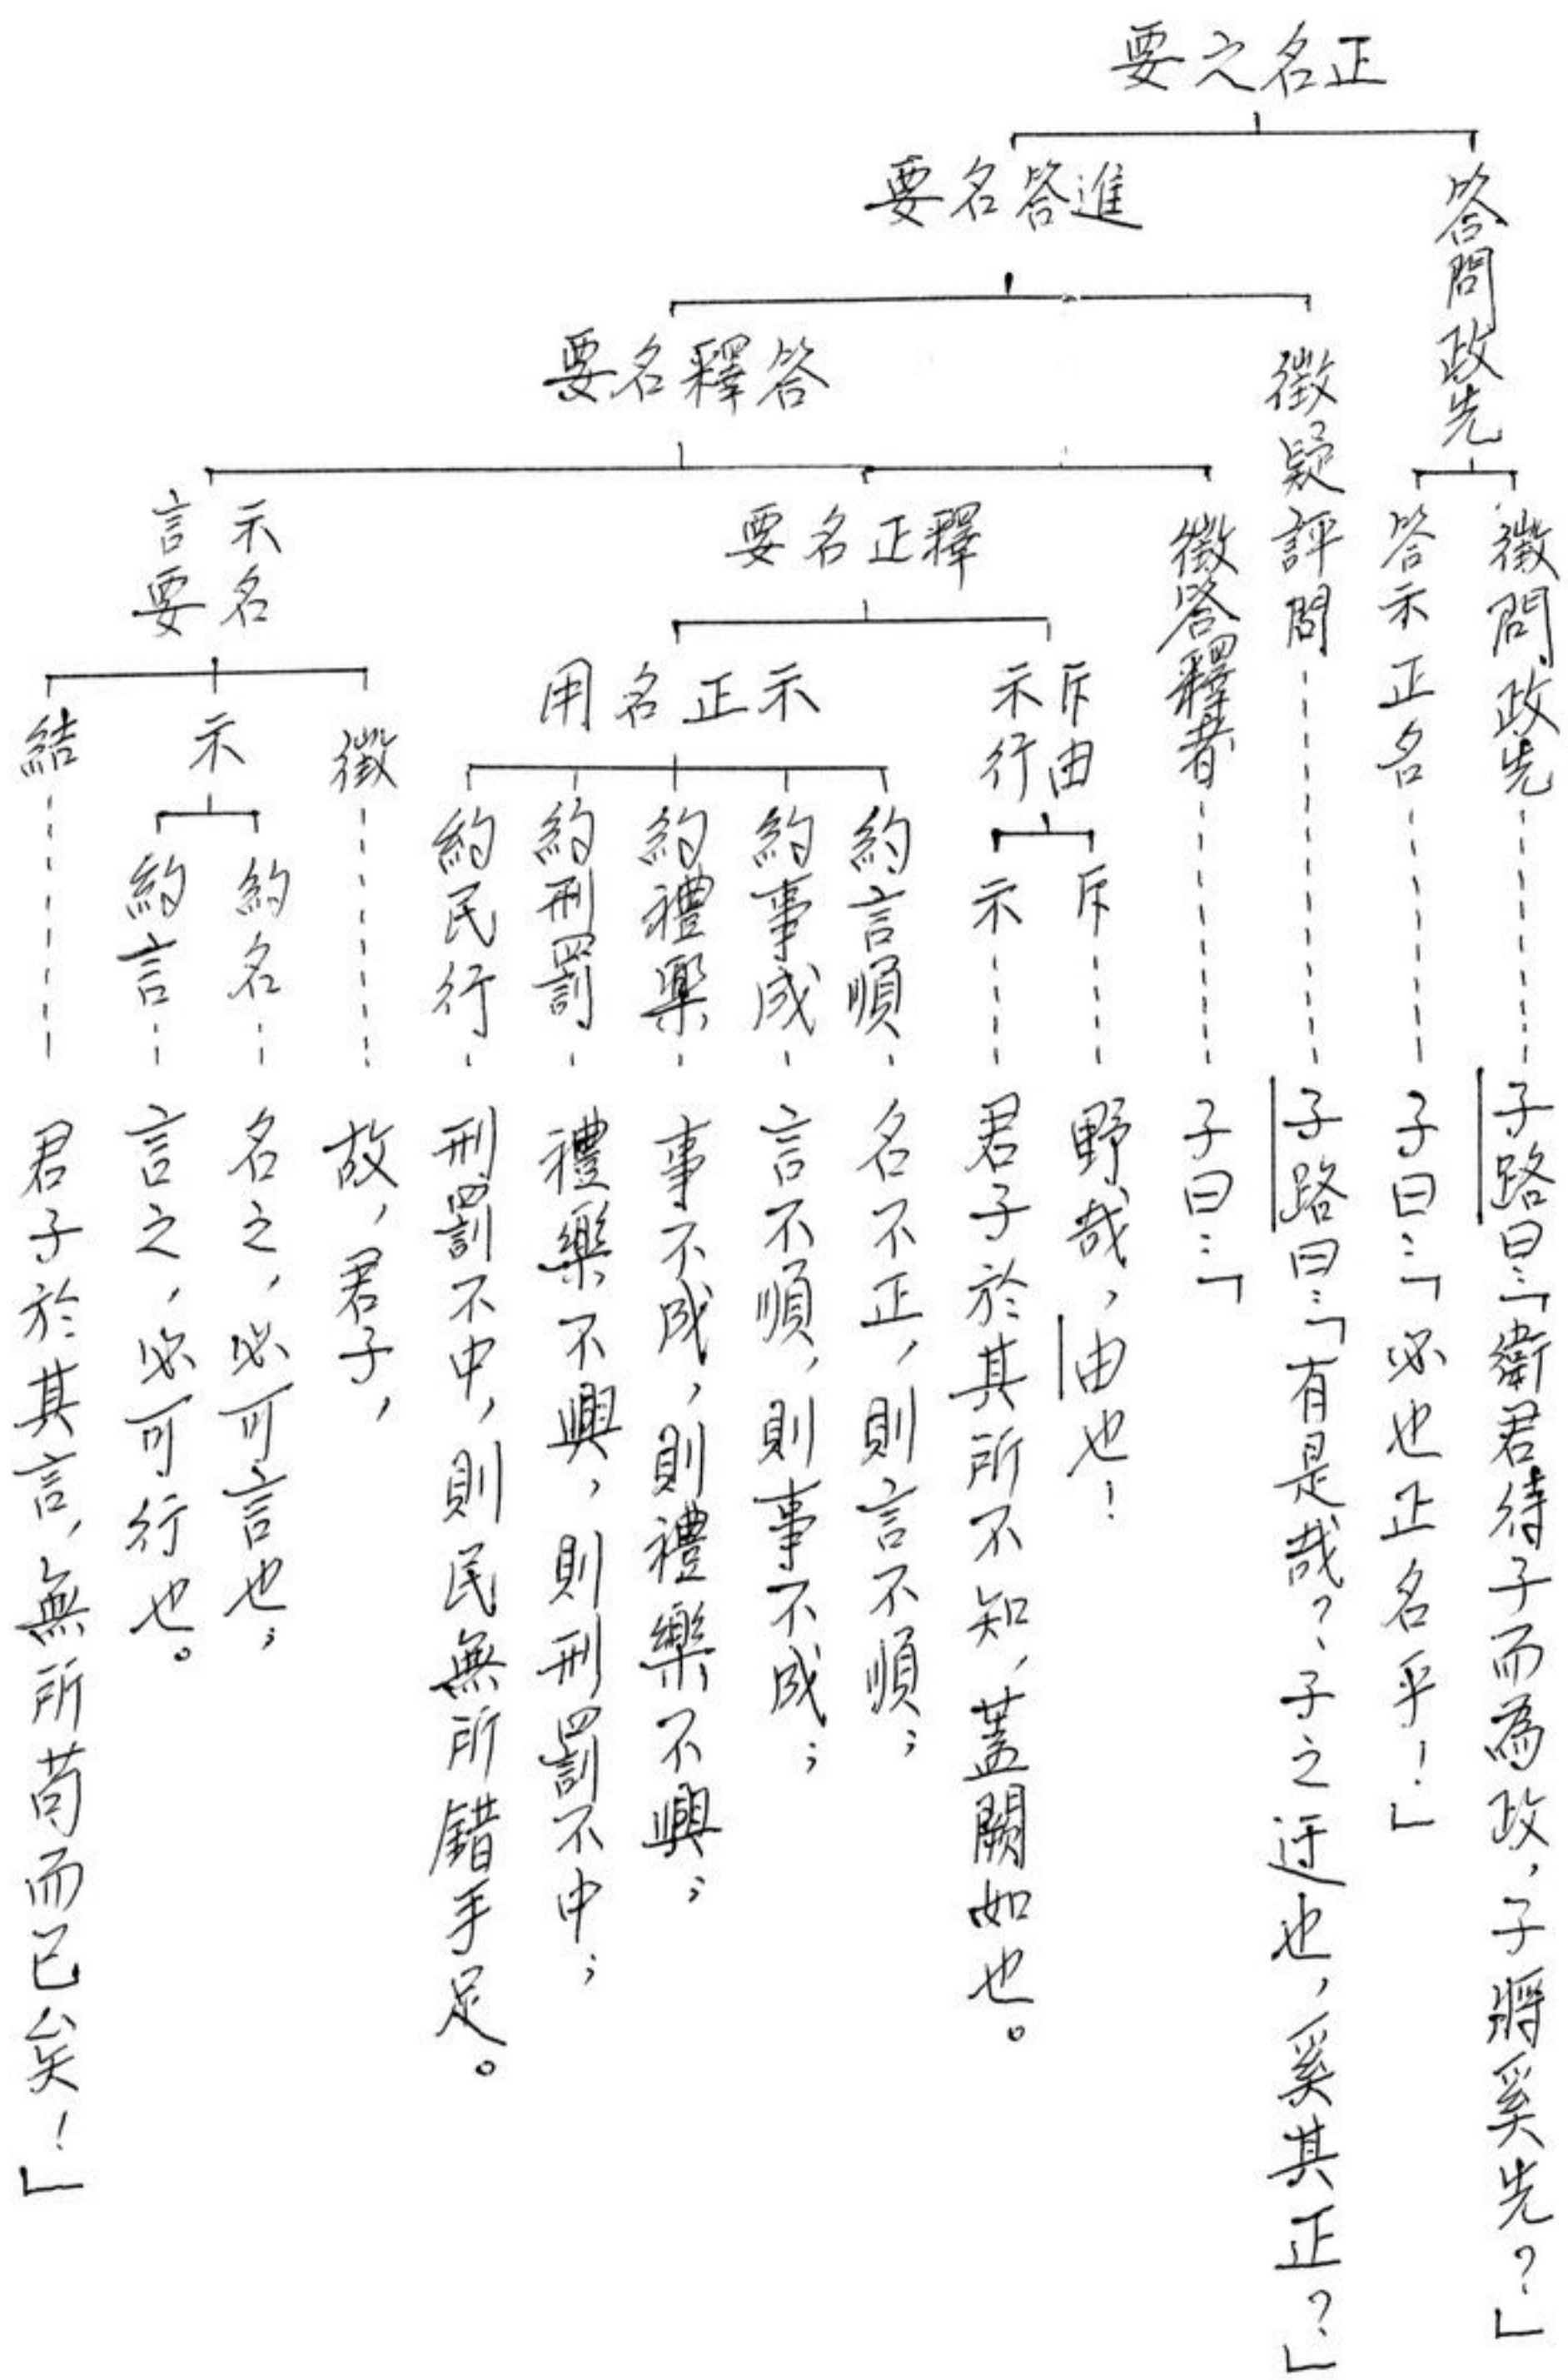 正名之要
答問政先
徵問政先
子路曰：「衛君待子而為政，子將奚先？」
答示正名
子曰：「必也正名乎！」
進答名要
徵疑評問
子路曰：「有是哉？子之迂也，奚其正？」
答釋名要
徵答釋者
子曰：「
釋正名要
斥由
示行
斥
野哉，由也！
示
君子於其所不知，蓋闕如也。
示正名用
約言順
名不正，則言不順；
約事成
言不順，則事不成；
約禮樂
事不成，則禮樂不興；
約刑罰
禮樂不興，則刑罰不中；
約民行
刑罰不中，則民無所錯手足。
示名
言要
徵
故，君子，
示
約名
名之，必可言也；
約言
言之，必可行也。
結
君子於其言，無所苟而已矣！」